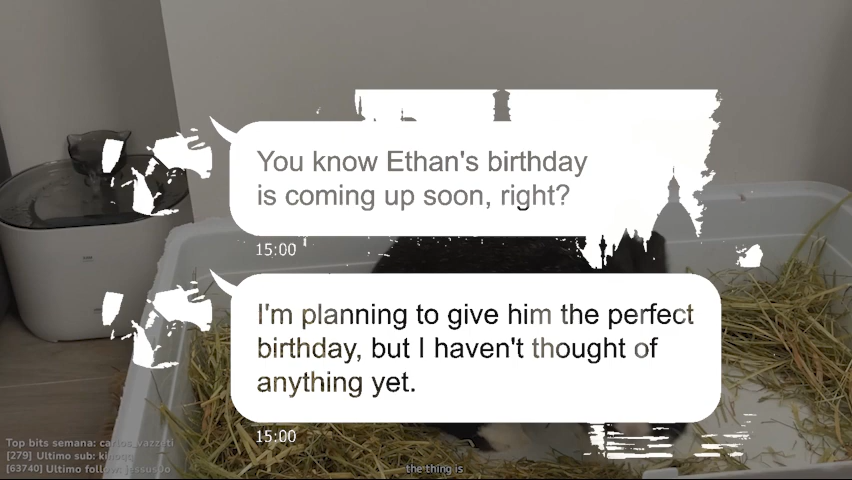 You know Ethan's birthday
is coming up soon, right?
15:00
I'm planning to give him the perfect
birthday, but I haven't thought of
anything yet.
15:00
Top bits semana: carlos_vazzeti
[279] Ultimo sub:
[63740] Ultimo follow:
the thing is